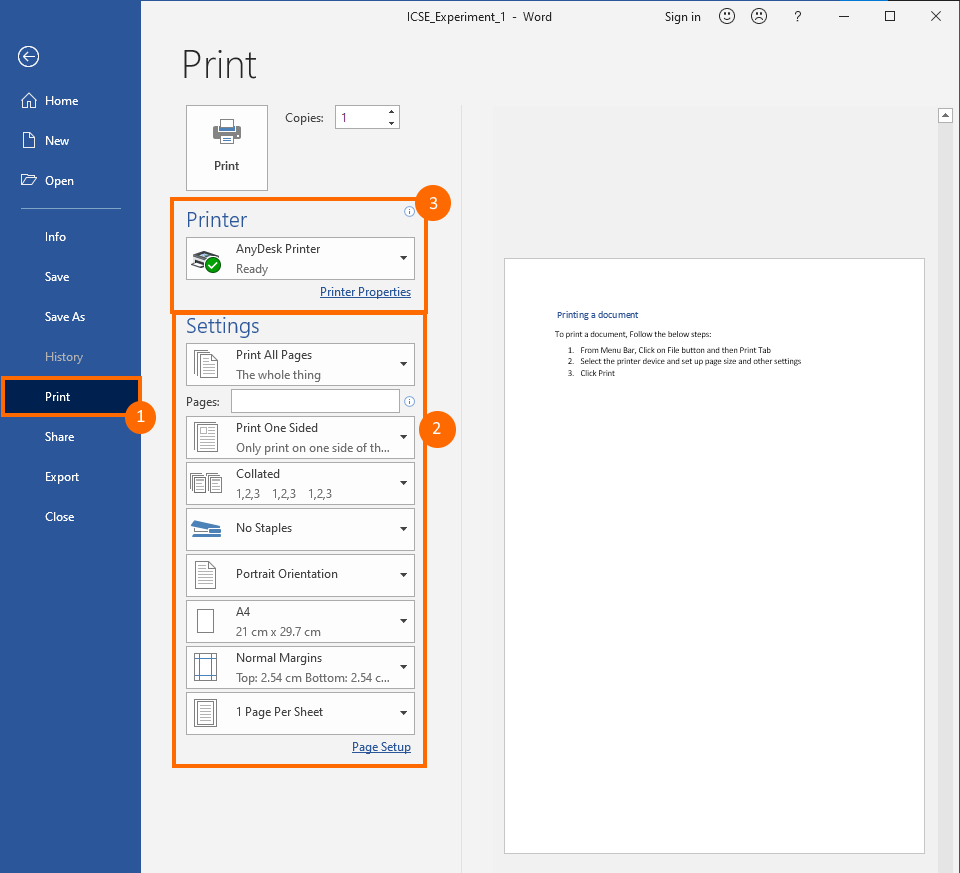 ICSE_Experiment_1 - Word
Sign in
?
Home
New
Open
Info
Save
Save As
History
Print
1
Share
Export
Close
Print
Print
Copies: 1
3
Printer
AnyDesk Printer
Ready
Printer Properties
Settings
Print All Pages
The whole thing
Pages:
2
Print One Sided
Only print on one side of th...
Collated
1,2,3 1,2,3 1,2,3
No Staples
Portrait Orientation
A4
21 cm x 29.7 cm
Normal Margins
Top: 2.54 cm Bottom: 2.54 c...
1 Page Per Sheet
Page Setup
Printing a document
To print a document, Follow the below steps:
1. From Menu Bar, Click on File button and then Print Tab
2. Select the printer device and set up page size and other settings
3. Click Print